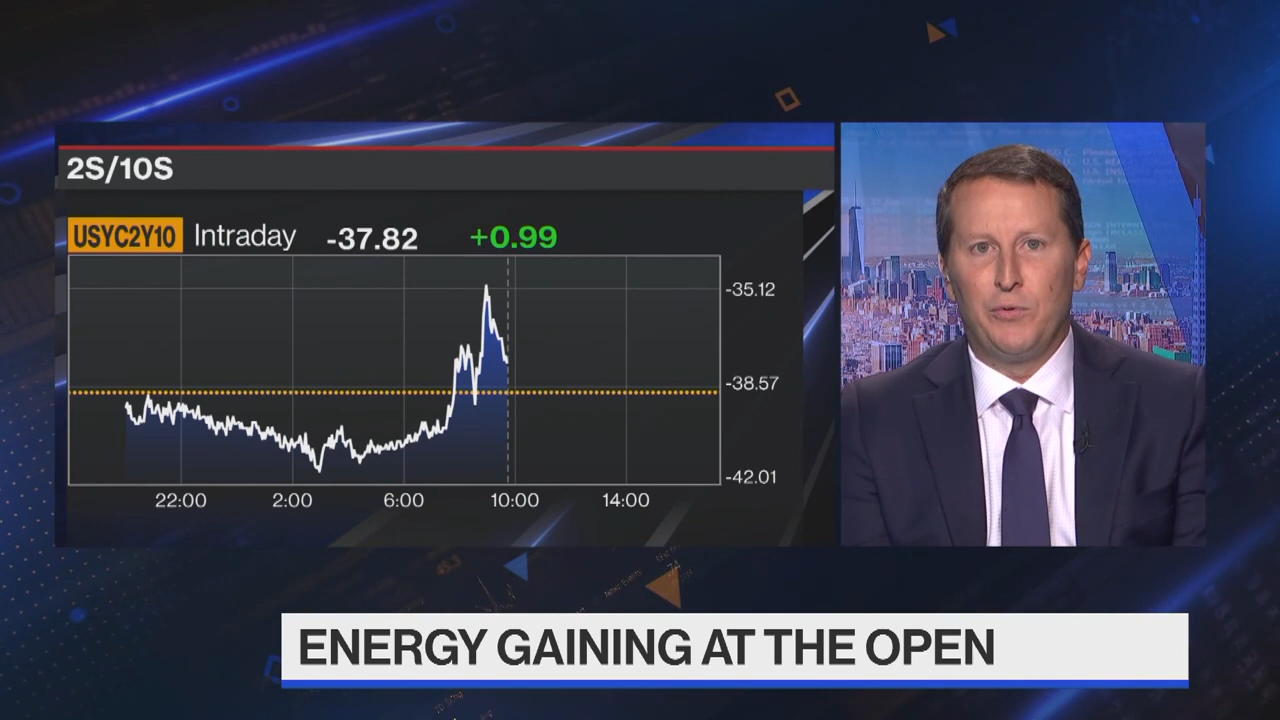 2S/10S
USYC2Y10 Intraday -37.82 +0.99
-35.12
-38.57
-42.01
22:00 2:00 6:00 10:00 14:00
ENERGY GAINING AT THE OPEN